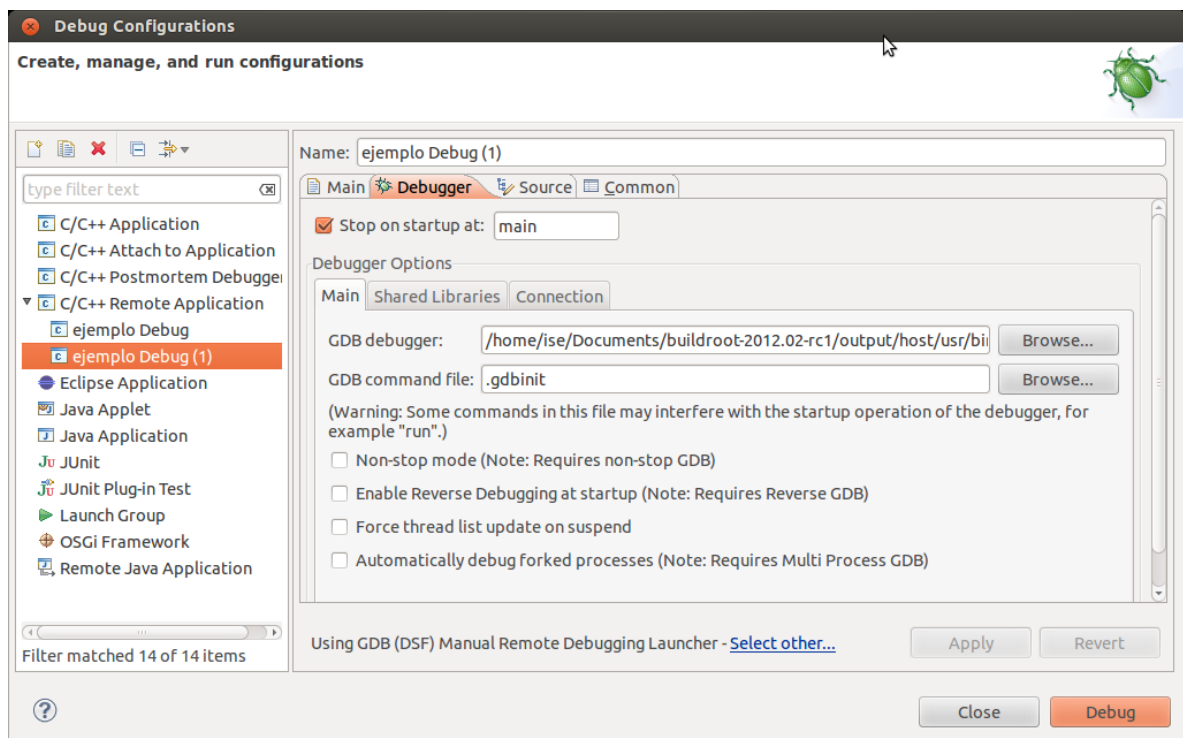 Debug Configurations
Create, manage, and run configurations
type filter text
C/C++ Application
C/C++ Attach to Application
C/C++ Postmortem Debugger
C/C++ Remote Application
ejemplo Debug
ejemplo Debug (1)
Eclipse Application
Java Applet
Java Application
Ju JUnit
JUnit Plug-in Test
Launch Group
OSGi Framework
Remote Java Application
Filter matched 14 of 14 items
Name: ejemplo Debug (1)
Main Debugger Source Common
Stop on startup at: main
Debugger Options
Main Shared Libraries Connection
GDB debugger: /home/ise/Documents/buildroot-2012.02-rc1/output/host/usr/bi Browse...
GDB command file: .gdbinit Browse...
(Warning: Some commands in this file may interfere with the startup operation of the debugger, for
example "run".)
Non-stop mode (Note: Requires non-stop GDB)
Enable Reverse Debugging at startup (Note: Requires Reverse GDB)
Force thread list update on suspend
Automatically debug forked processes (Note: Requires Multi Process GDB)
Using GDB (DSF) Manual Remote Debugging Launcher - Select other...
Apply Revert
Close Debug